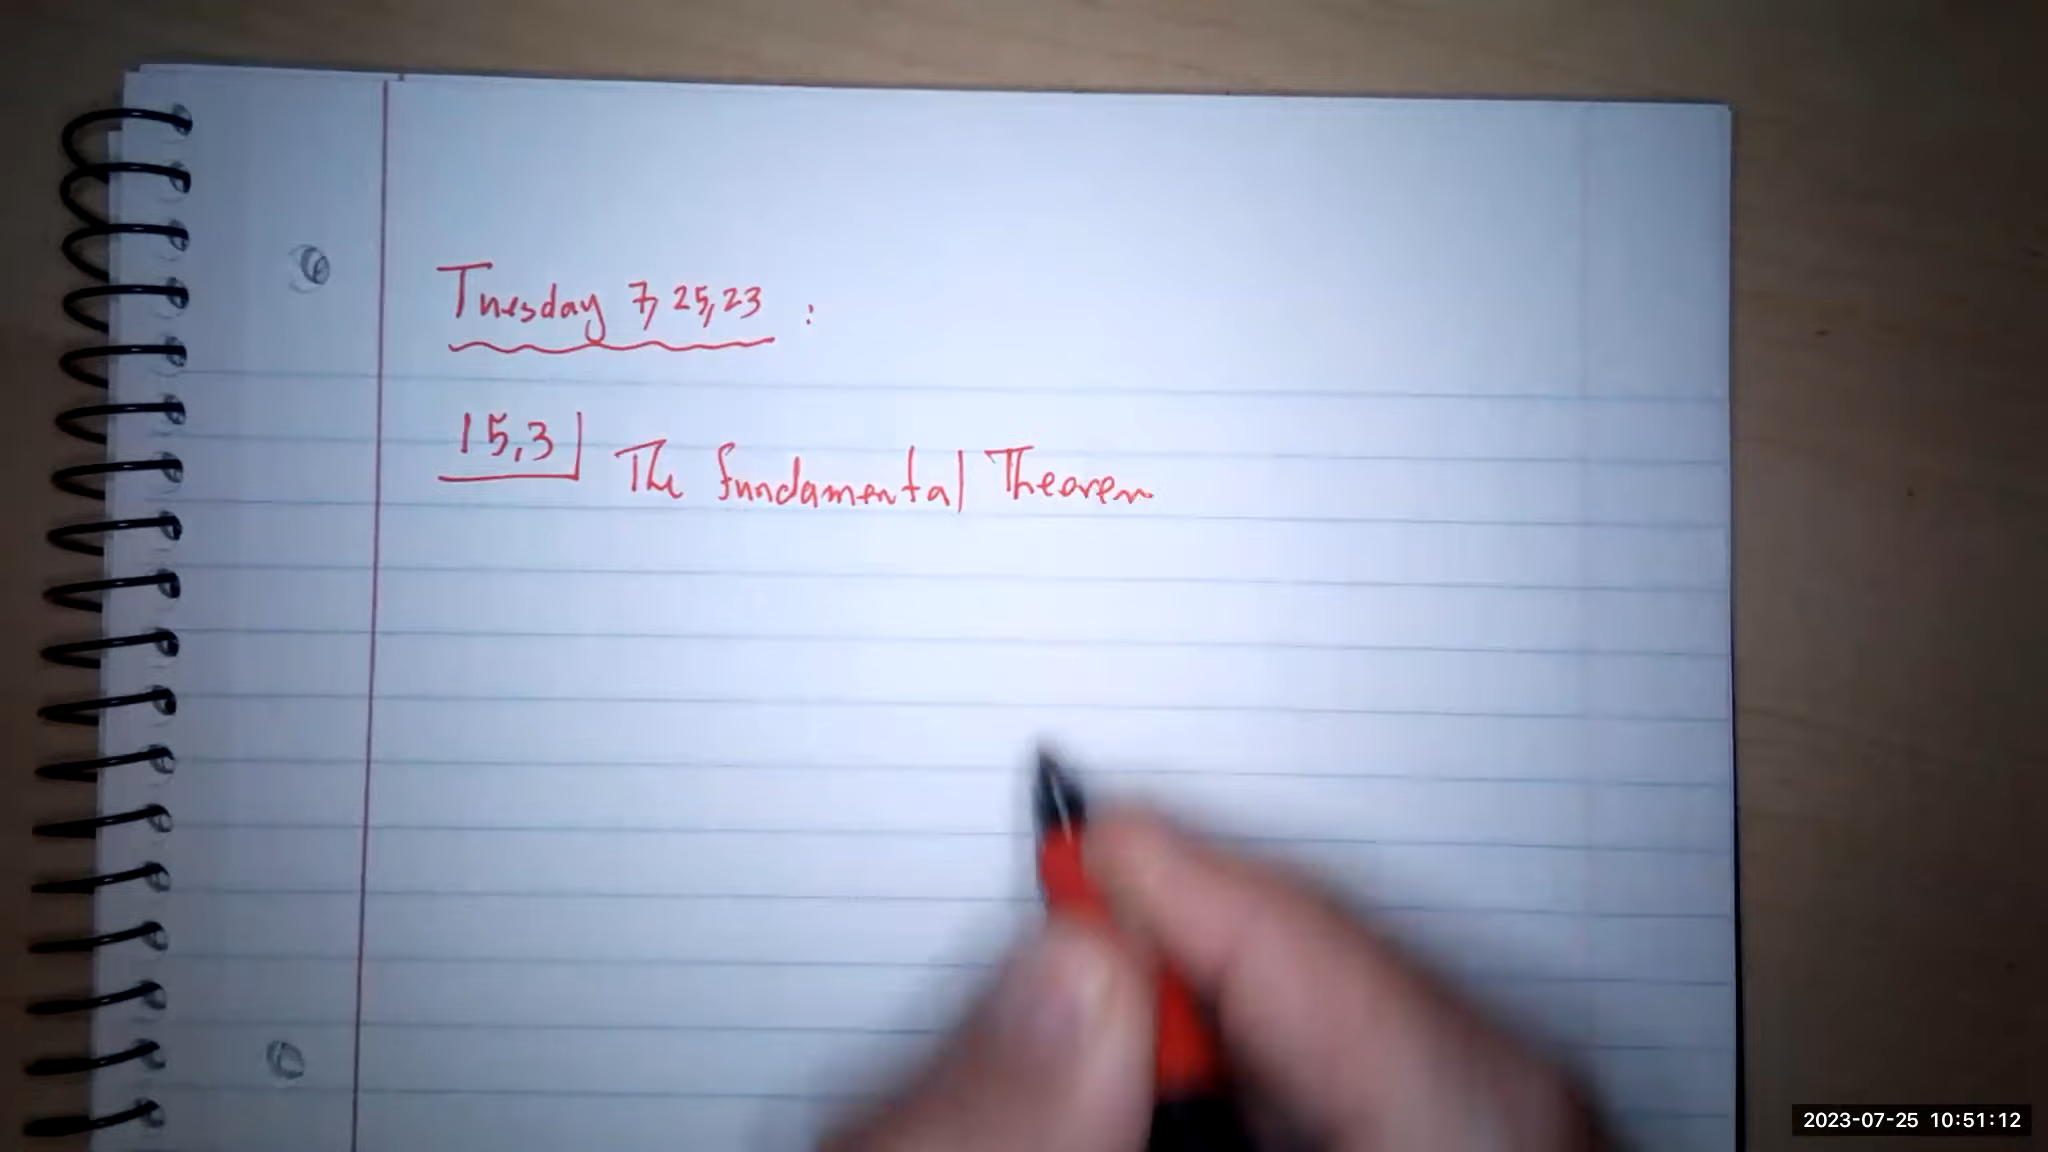 Tuesday 7, 25, 23 :
15,3 The fundamental Theorem
2023-07-25 10:51:12